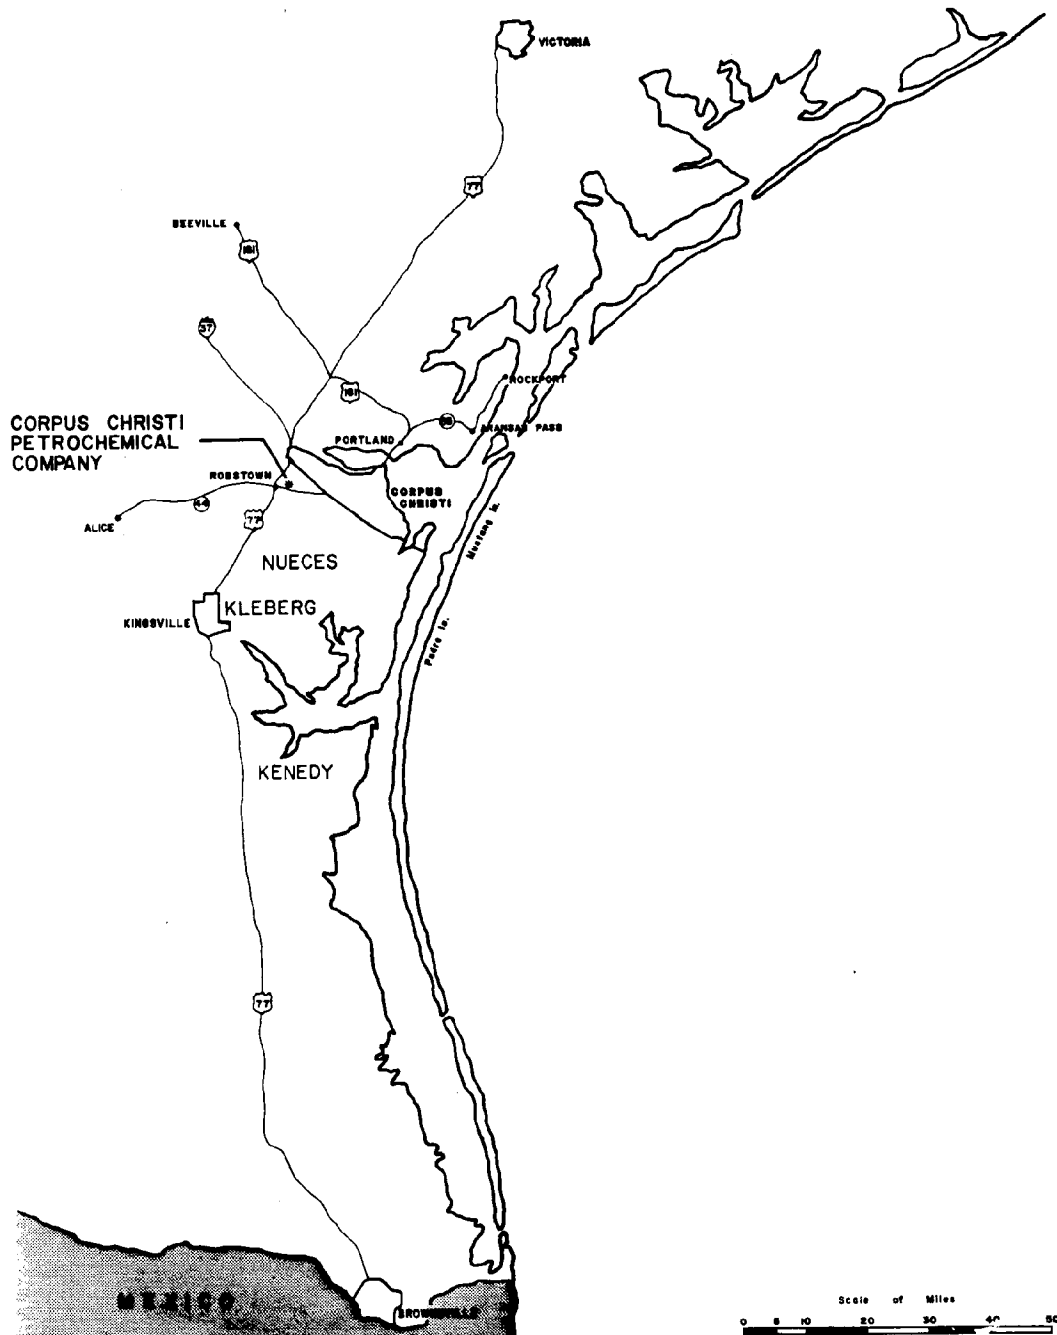 VICTORIA
77
BEEVILLE
181
37
181
ROCKPORT
ARANSAS PASS
PORTLAND
CORPUS CHRISTI
PETROCHEMICAL
COMPANY
ROBSTOWN
CORPUS
CHRISTI
44
ALICE
77
Mustang Is.
NUECES
KLEBERG
KINGSVILLE
Padre Is.
KENEDY
77
MEXICO
BROWNSVILLE
Scale of Miles
0 5 10 20 30 40 50